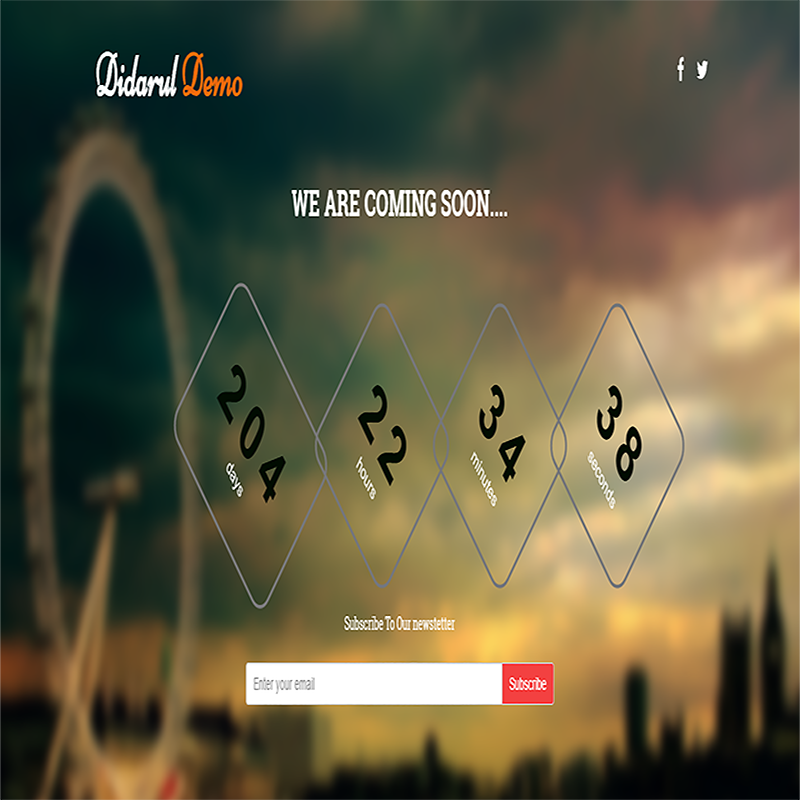 Didarul Demo
WE ARE COMING SOON....
204
days
22
hours
34
minutes
38
seconds
Subscribe To Our newstetter
Enter your email
Subscribe